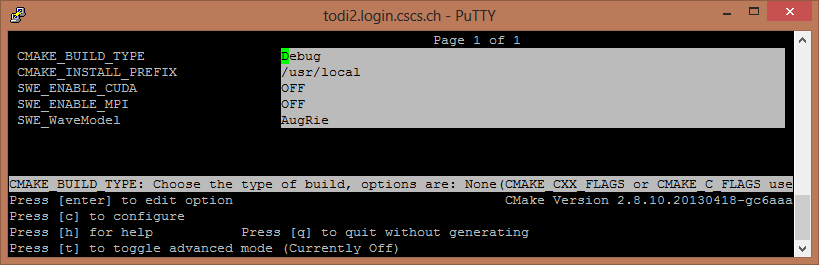 todi2.login.cscs.ch - PuTTY
Page 1 of 1
CMAKE_BUILD_TYPE Debug
CMAKE_INSTALL_PREFIX /usr/local
SWE_ENABLE_CUDA OFF
SWE_ENABLE_MPI OFF
SWE_WaveModel AugRie
CMAKE_BUILD_TYPE: Choose the type of build, options are: None(CMAKE_CXX_FLAGS or CMAKE_C_FLAGS use
Press [enter] to edit option CMake Version 2.8.10.20130418-gc6aaa
Press [c] to configure
Press [h] for help Press [q] to quit without generating
Press [t] to toggle advanced mode (Currently Off)